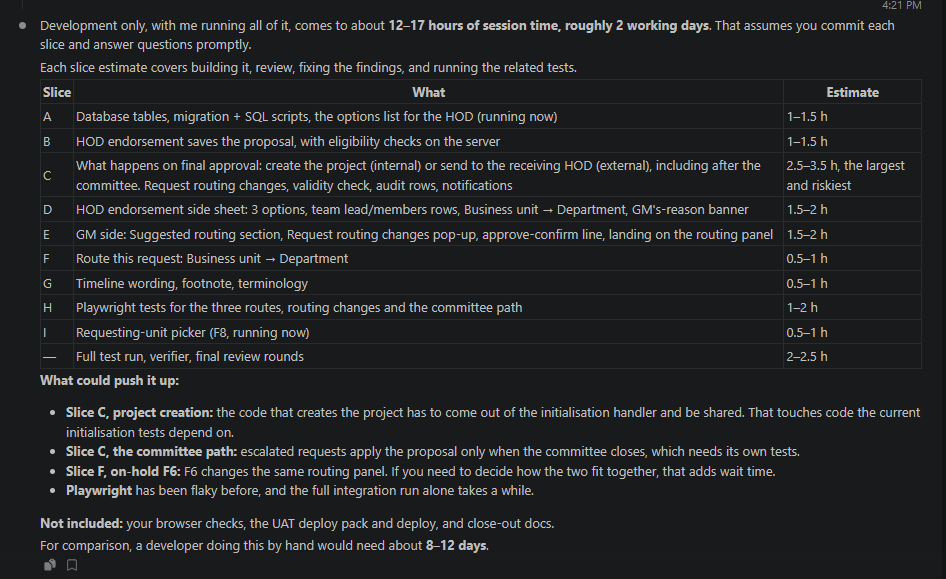 4:21 PM
Development only, with me running all of it, comes to about 12–17 hours of session time, roughly 2 working days. That assumes you commit each
slice and answer questions promptly.
Each slice estimate covers building it, review, fixing the findings, and running the related tests.
Slice What Estimate
A Database tables, migration + SQL scripts, the options list for the HOD (running now) 1–1.5 h
B HOD endorsement saves the proposal, with eligibility checks on the server 1–1.5 h
C What happens on final approval: create the project (internal) or send to the receiving HOD (external), including after the committee. Request routing changes, validity check, audit rows, notifications 2.5–3.5 h, the largest and riskiest
D HOD endorsement side sheet: 3 options, team lead/members rows, Business unit → Department, GM's-reason banner 1.5–2 h
E GM side: Suggested routing section, Request routing changes pop-up, approve-confirm line, landing on the routing panel 1.5–2 h
F Route this request: Business unit → Department 0.5–1 h
G Timeline wording, footnote, terminology 0.5–1 h
H Playwright tests for the three routes, routing changes and the committee path 1–2 h
I Requesting-unit picker (F8, running now) 0.5–1 h
— Full test run, verifier, final review rounds 2–2.5 h
What could push it up:
• Slice C, project creation: the code that creates the project has to come out of the initialisation handler and be shared. That touches code the current
initialisation tests depend on.
• Slice C, the committee path: escalated requests apply the proposal only when the committee closes, which needs its own tests.
• Slice F, on-hold F6: F6 changes the same routing panel. If you need to decide how the two fit together, that adds wait time.
• Playwright has been flaky before, and the full integration run alone takes a while.
Not included: your browser checks, the UAT deploy pack and deploy, and close-out docs.
For comparison, a developer doing this by hand would need about 8–12 days.